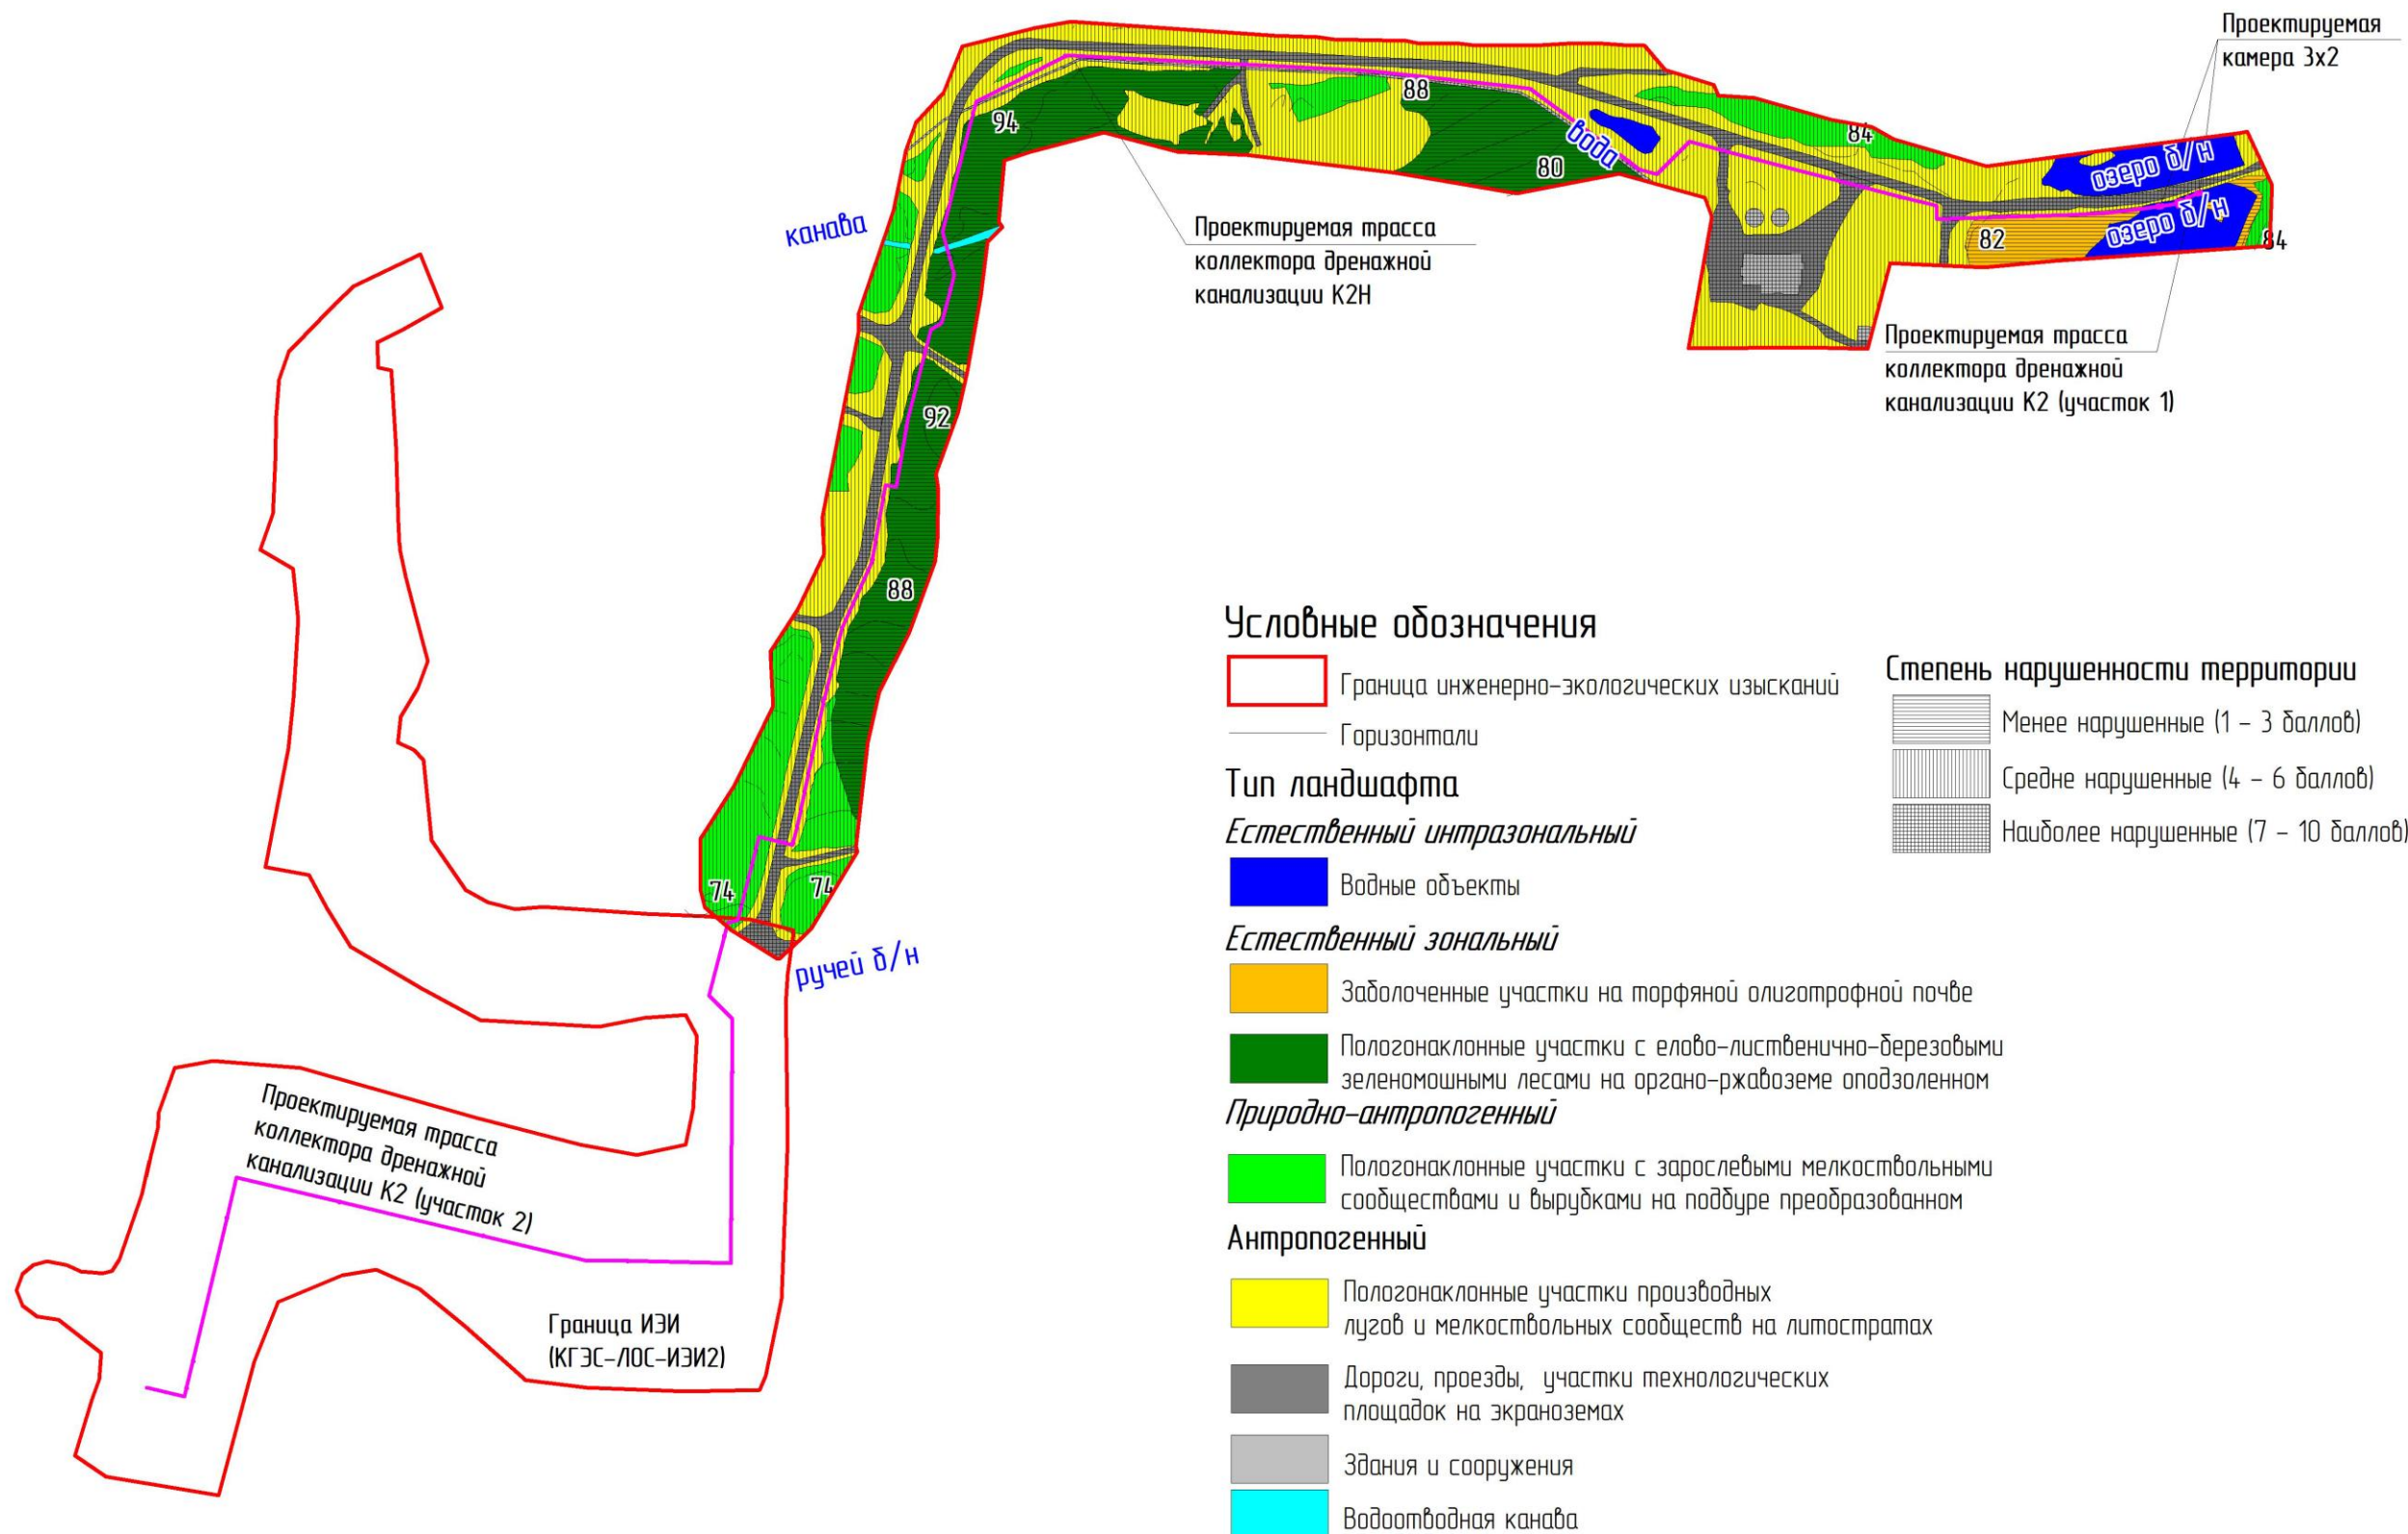 Проектируемая
камера 3х2
88
94
84
вода
80
озеро б/н
озеро б/н
канава
82
84
Проектируемая трасса
коллектора дренажной
канализации К2Н
Проектируемая трасса
коллектора дренажной
канализации К2 (участок 1)
92
88
74
74
ручей б/н
Проектируемая трасса
коллектора дренажной
канализации К2 (участок 2)
Граница ИЭИ
(КГЭС-ЛОС-ИЭИ2)
Условные обозначения
Граница инженерно-экологических изысканий
Горизонтали
Тип ландшафта
Естественный интразональный
Водные объекты
Естественный зональный
Заболоченные участки на торфяной олиготрофной почве
Пологонаклонные участки с елово-лиственично-березовыми
зеленомошными лесами на органо-ржавоземе оподзоленном
Природно-антропогенный
Пологонаклонные участки с зарослевыми мелкоствольными
сообществами и вырубками на подбуре преобразованном
Антропогенный
Пологонаклонные участки производных
лугов и мелкоствольных сообществ на литостратах
Дороги, проезды, участки технологических
площадок на экраноземах
Здания и сооружения
Водоотводная канава
Степень нарушенности территории
Менее нарушенные (1 - 3 баллов)
Средне нарушенные (4 - 6 баллов)
Наиболее нарушенные (7 - 10 баллов)